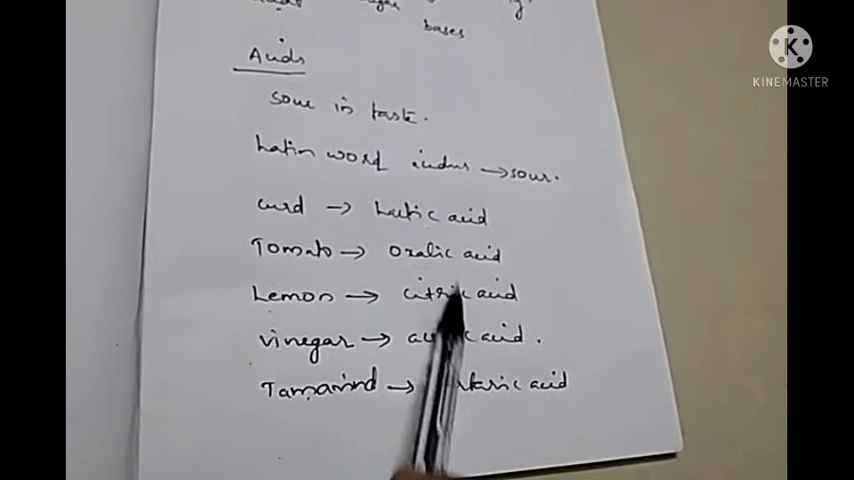 bases
Acids
Sour in taste.
Latin word acidus → sour.
curd → Lactic acid
Tomato → Oxalic acid
Lemon → citric acid
vinegar → acid.
Tamarind → acid
K
KINEMASTER